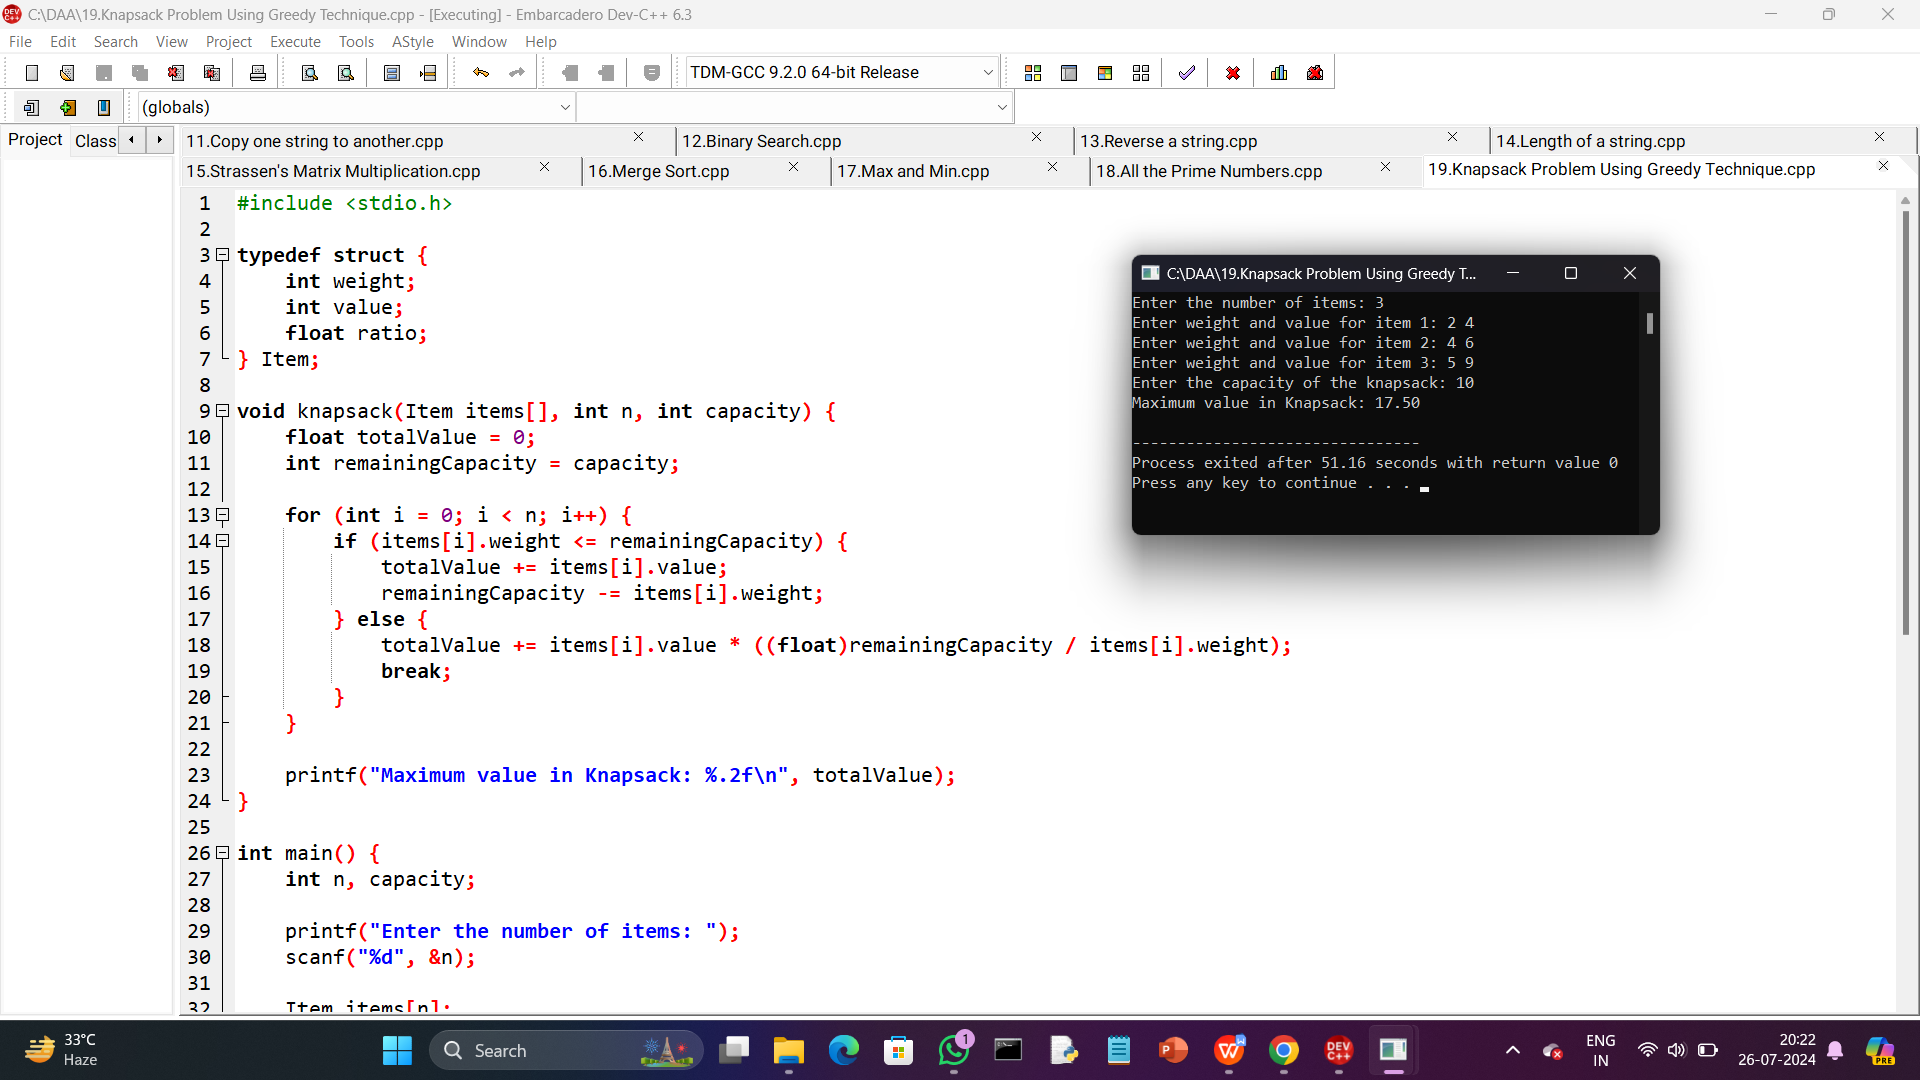 C:\DAA\19.Knapsack Problem Using Greedy Technique.cpp - [Executing] - Embarcadero Dev-C++ 6.3
File Edit Search View Project Execute Tools AStyle Window Help
TDM-GCC 9.2.0 64-bit Release
(globals)
Project Class
11.Copy one string to another.cpp 12.Binary Search.cpp 13.Reverse a string.cpp 14.Length of a string.cpp
15.Strassen's Matrix Multiplication.cpp 16.Merge Sort.cpp 17.Max and Min.cpp 18.All the Prime Numbers.cpp 19.Knapsack Problem Using Greedy Technique.cpp
1 #include <stdio.h>
2
3 typedef struct {
4 int weight;
5 int value;
6 float ratio;
7 } Item;
8
9 void knapsack(Item items[], int n, int capacity) {
10 float totalValue = 0;
11 int remainingCapacity = capacity;
12
13 for (int i = 0; i < n; i++) {
14 if (items[i].weight <= remainingCapacity) {
15 totalValue += items[i].value;
16 remainingCapacity -= items[i].weight;
17 } else {
18 totalValue += items[i].value * ((float)remainingCapacity / items[i].weight);
19 break;
20 }
21 }
22
23 printf("Maximum value in Knapsack: %.2f\n", totalValue);
24 }
25
26 int main() {
27 int n, capacity;
28
29 printf("Enter the number of items: ");
30 scanf("%d", &n);
31
32 Item items[n];
C:\DAA\19.Knapsack Problem Using Greedy T...
Enter the number of items: 3
Enter weight and value for item 1: 2 4
Enter weight and value for item 2: 4 6
Enter weight and value for item 3: 5 9
Enter the capacity of the knapsack: 10
Maximum value in Knapsack: 17.50
--------------------------------
Process exited after 51.16 seconds with return value 0
Press any key to continue . . .
33°C
Haze
Search
1
DEV C++
ENG
IN
20:22
26-07-2024
PRE